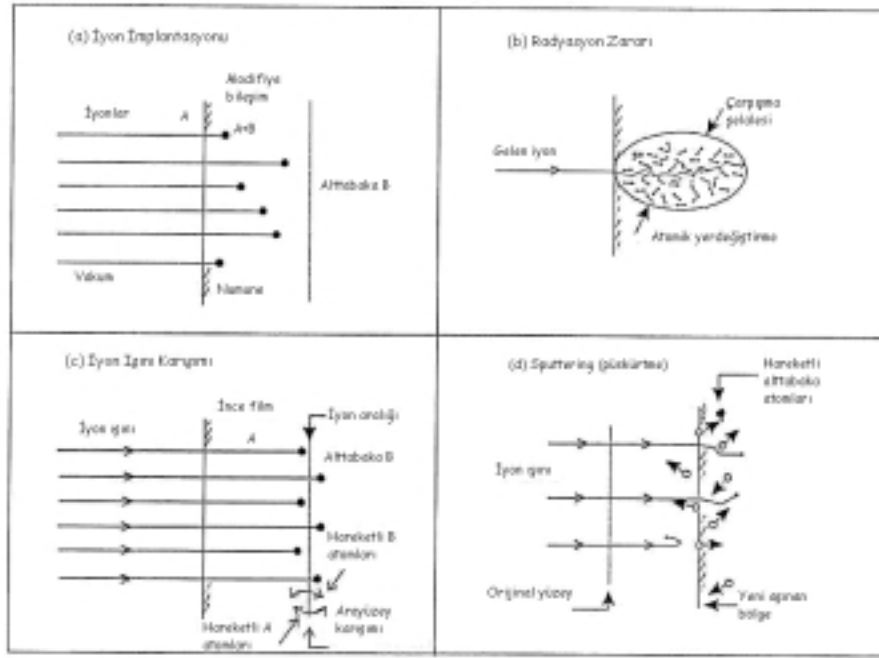 (a) İyon İmplantasyonu
Modifiye
bileşim
İyonlar
A
A+B
Alttabaka B
Vakum
Numune
(b) Radyasyon Zararı
Çarpışma
şelalesi
Gelen iyon
Atomik yerdeğiştirme
(c) İyon Işını Karışımı
İnce film
İyon aralığı
İyon ışını
A
Alttabaka B
Hareketli B
atomları
Hareketli A
atomları
Arayüzey
karışımı
(d) Sputtering (püskürtme)
Hareketli
alttabaka
atomları
İyon ışını
Orijinal yüzey
Yeni aşınan
bölge